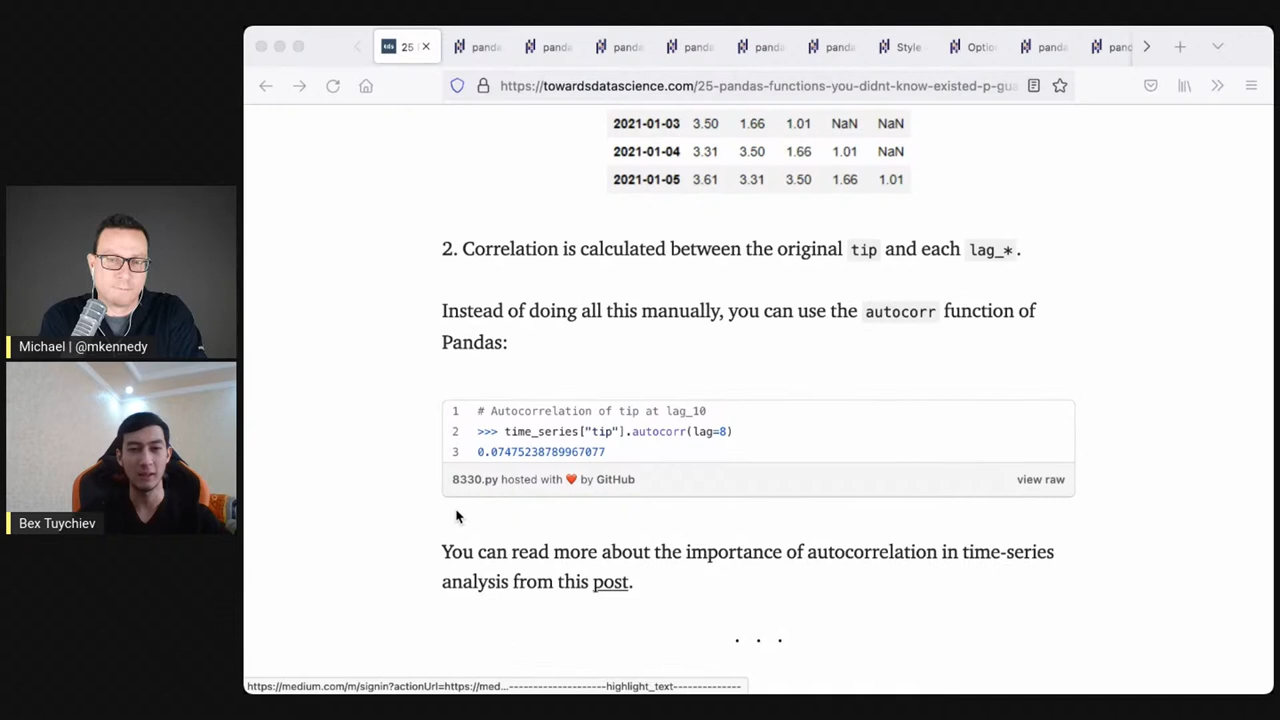 25
panda
panda
panda
panda
panda
panda
Style
Optio
panda
pand
https://towardsdatascience.com/25-pandas-functions-you-didnt-know-existed-p-gua
2021-01-03 3.50 1.66 1.01 NaN NaN
2021-01-04 3.31 3.50 1.66 1.01 NaN
2021-01-05 3.61 3.31 3.50 1.66 1.01
2. Correlation is calculated between the original tip and each lag_*.
Instead of doing all this manually, you can use the autocorr function of
Pandas:
1 # Autocorrelation of tip at lag_10
2 >>> time_series["tip"].autocorr(lag=8)
3 0.07475238789967077
8330.py hosted with ❤ by GitHub
view raw
You can read more about the importance of autocorrelation in time-series
analysis from this post.
. . .
https://medium.com/m/signin?actionUrl=https://med...--------------------highlight_text--------------
Michael | @mkennedy
Bex Tuychiev